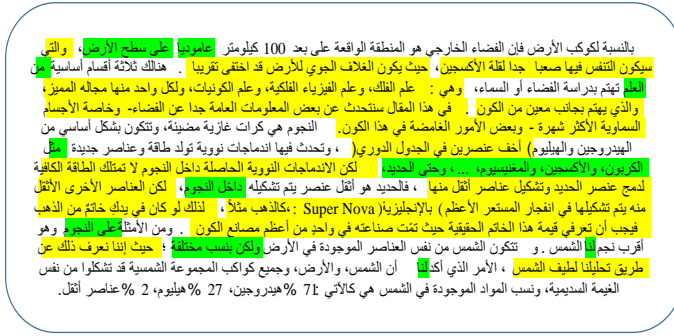 بالنسبة لكوكب الأرض فإن الفضاء الخارجي هو المنطقة الواقعة على بعد 100 كيلومتر عاموديا على سطح الأرض، والتي
سيكون التنفس فيها صعبا جدا لقلة الأكسجين، حيث يكون الغلاف الجوي للأرض قد اختفى تقريبا . هنالك ثلاثة أقسام أساسية من
العلم تهتم بدراسة الفضاء أو السماء، وهي : علم الفلك، وعلم الفيزياء الفلكية، وعلم الكونيات، ولكل واحد منها مجاله المميز،
والذي يهتم بجانب معين من الكون . في هذا المقال سنتحدث عن بعض المعلومات العامة جدا عن الفضاء- وخاصة الأجسام
السماوية الأكثر شهرة - وبعض الأمور الغامضة في هذا الكون. النجوم هي كرات غازية مضيئة، وتتكون بشكل أساسي من
الهيدروجين والهيليوم) أخف عنصرين في الجدول الدوري( ، وتحدث فيها اندماجات نووية تولد طاقة وعناصر جديدة مثل
الكربون، والأكسجين، والمغنيسيوم، ...، وحتى الحديد، لكن الاندماجات النووية الحاصلة داخل النجوم لا تمتلك الطاقة الكافية
لدمج عنصر الحديد وتشكيل عناصر أثقل منها ، فالحديد هو أثقل عنصر يتم تشكيله داخل النجوم، لكن العناصر الأخرى الأثقل
منه يتم تشكيلها في انفجار المستعر الأعظم ) بالإنجليزية( Super Nova ) :،كالذهب مثلاً ، لذلك لو كان في يدكِ خاتمٌ من الذهب
فيجب أن تعرفي قيمة هذا الخاتم الحقيقية حيث تمّت صناعته في واحدٍ من أعظم مصانع الكون . ومن الأمثلةعلى النجوم وهو
أقرب نجم لنا الشمس .و تتكون الشمس من نفس العناصر الموجودة في الأرض ولكن بنسب مختلفة ؛ حيث إننا نعرف ذلك عن
طريق تحليلنا لطيف الشمس ، الأمر الذي أكد لنا أن الشمس، والأرض، وجميع كواكب المجموعة الشمسية قد تشكلوا من نفس
الغيمة السديمية، ونسب المواد الموجودة في الشمس هي كالآتي :71 %هيدروجين، 27 %هيليوم، 2 %عناصر أثقل.